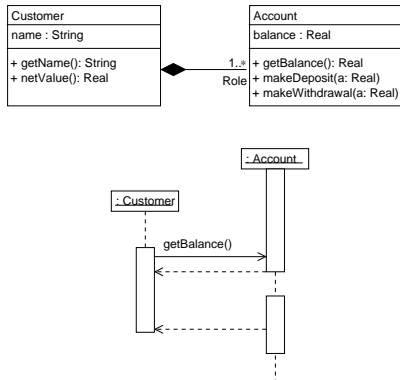 Customer
name : String
+ getName(): String
+ netValue(): Real
1..*
Role
Account
balance : Real
+ getBalance(): Real
+ makeDeposit(a: Real)
+ makeWithdrawal(a: Real)
: Account
: Customer
getBalance()